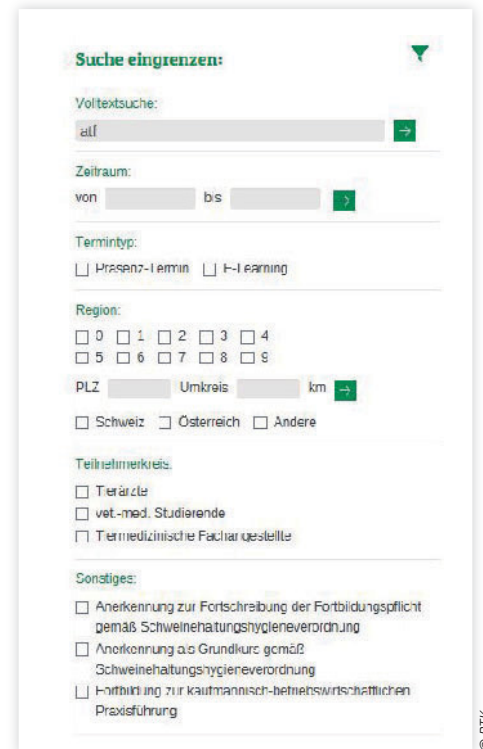 Suche eingrenzen:
Volltextsuche:
atf
Zeitraum:
von bis
Termintyp:
Präsenz-Termin E-Learning
Region:
0 1 2 3 4
5 6 7 8 9
PLZ Umkreis km
Schweiz Österreich Andere
Teilnehmerkreis:
Tierärzte
vet.-med. Studierende
Tiermedizinische Fachangestellte
Sonstiges:
Anerkennung zur Fortschreibung der Fortbildungspflicht
gemäß Schweinehaltungshygieneverordnung
Anerkennung als Grundkurs gemäß
Schweinehaltungshygieneverordnung
Fortbildung zur kaufmännisch-betriebswirtschaftlichen
Praxisführung
© BTK